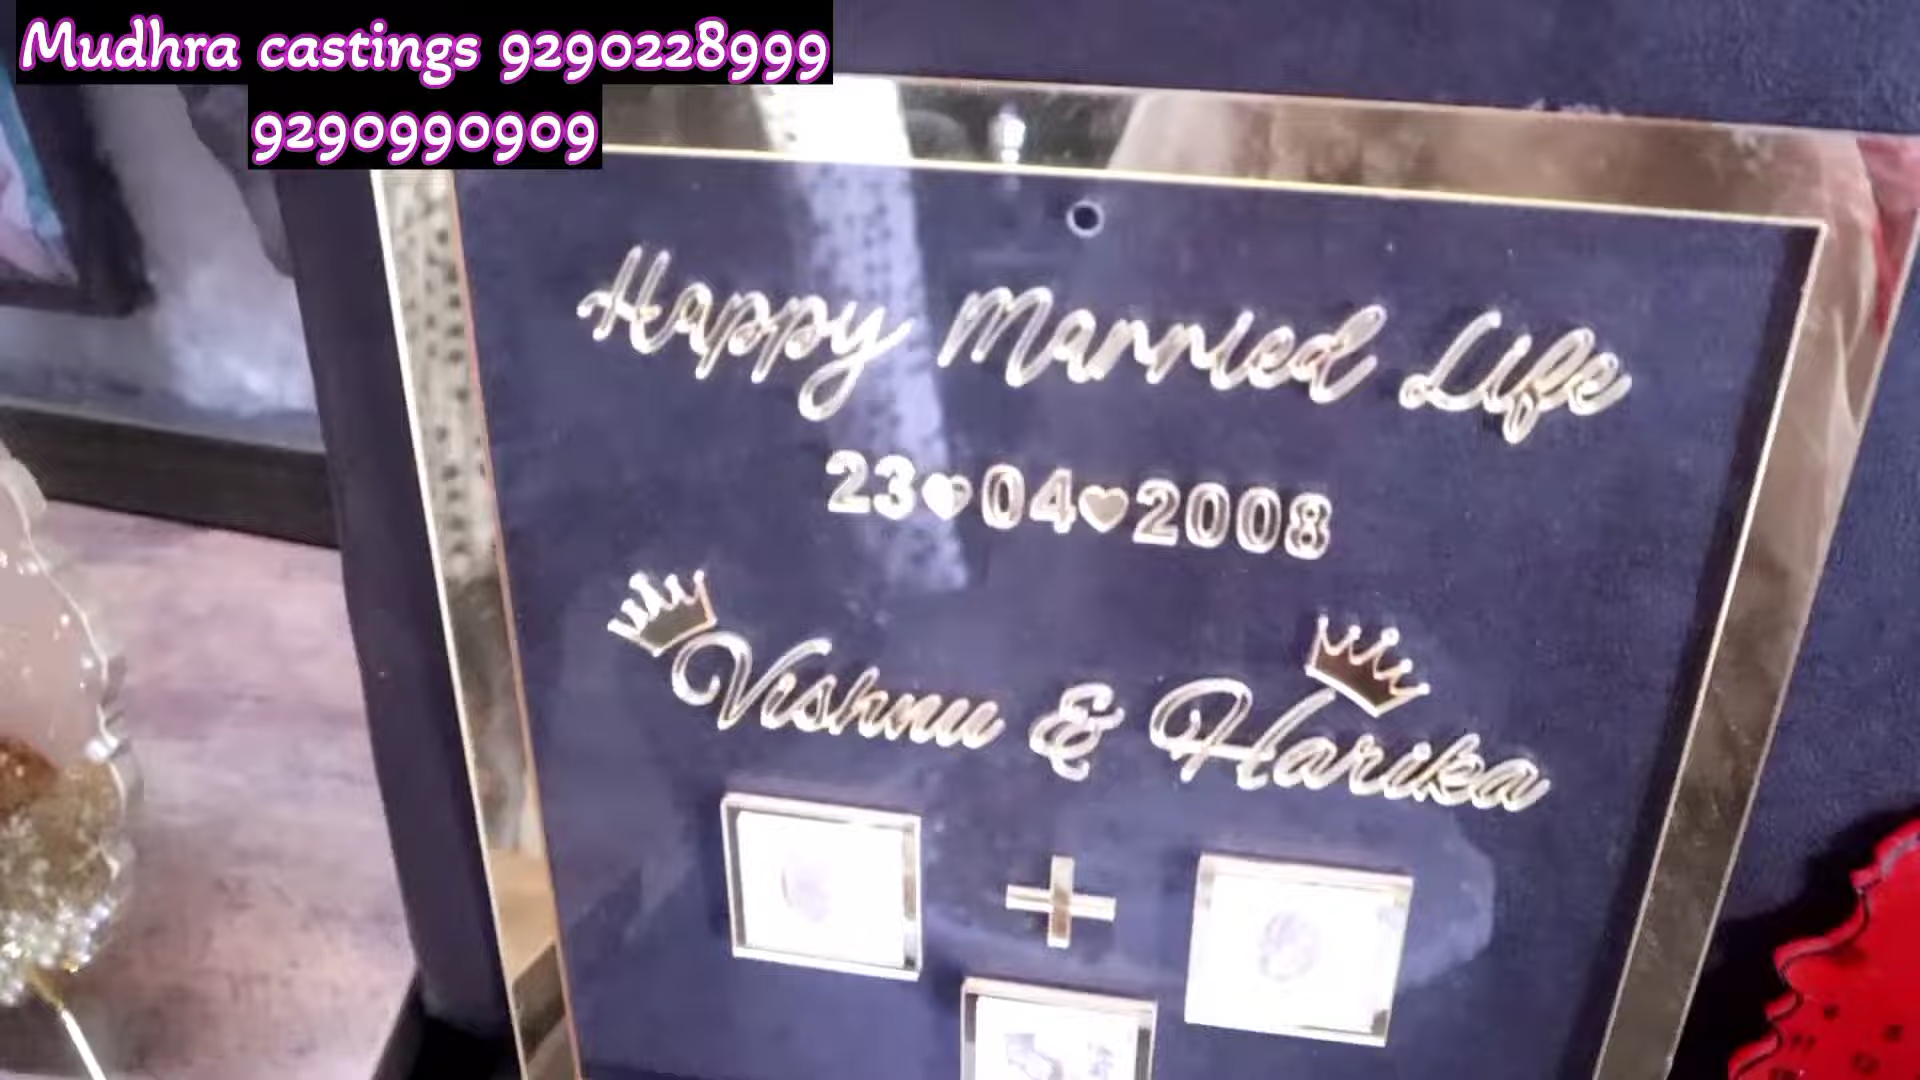 Mudhra castings 9290228999
9290990909
Happy Married Life
23♥04♥2008
Vishnu & Harika
+